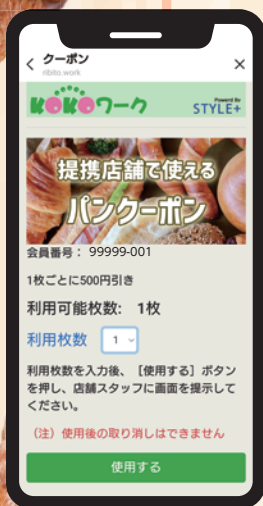 クーポン
ribito.work
KOKOワーク
Powered By
STYLE+
提携店舗で使える
パンクーポン
会員番号： 99999-001
1枚ごとに500円引き
利用可能枚数: 1枚
利用枚数 1
利用枚数を入力後、［使用する］ボタン
を押し、店舗スタッフに画面を提示して
ください。
（注）使用後の取り消しはできません
使用する